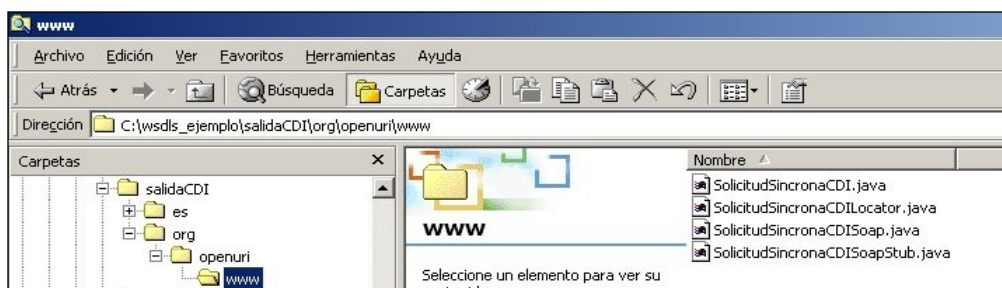 www
Archivo Edición Ver Favoritos Herramientas Ayuda
Atrás Búsqueda Carpetas
Dirección C:\wsdls_ejemplo\salidaCDI\org\openuri\www
Carpetas
salidaCDI
es
org
openuri
www
www
Seleccione un elemento para ver su
Nombre
SolicitudSincronaCDI.java
SolicitudSincronaCDILocator.java
SolicitudSincronaCDISoap.java
SolicitudSincronaCDISoapStub.java